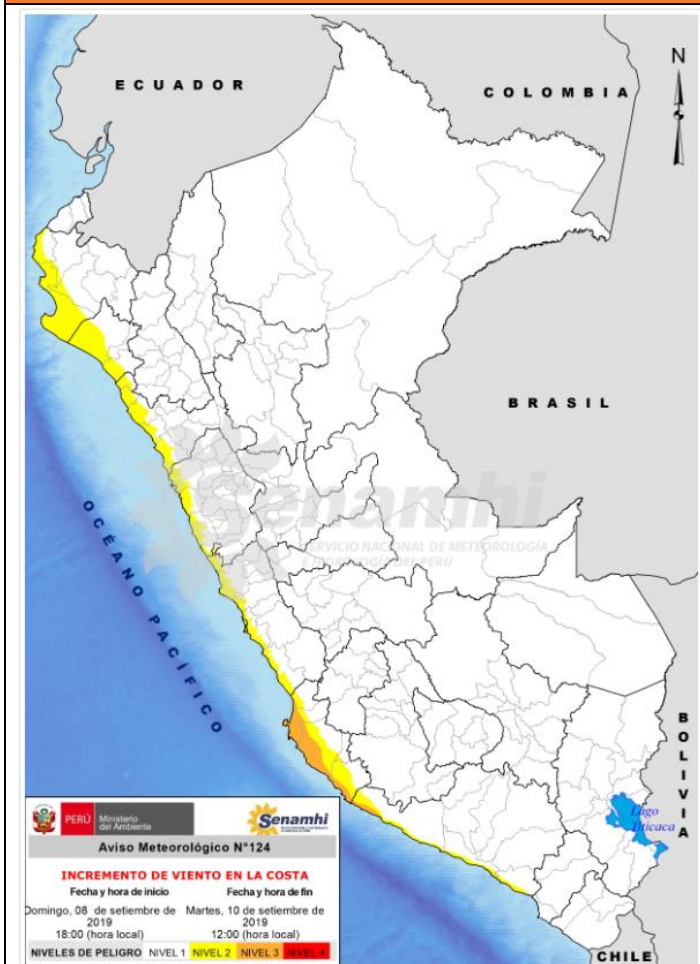 ECUADOR
COLOMBIA
N
BRASIL
Senamhi
SERVICIO NACIONAL DE METEOROLOGÍA
DEL PERÚ
OCÉANO PACÍFICO
BOLIVIA
Lago
Titicaca
CHILE
PERÚ
Ministerio
del Ambiente
Senamhi
Aviso Meteorológico N°124
INCREMENTO DE VIENTO EN LA COSTA
Fecha y hora de inicio Fecha y hora de fin
Domingo, 08 de setiembre de Martes, 10 de setiembre de
2019 2019
18:00 (hora local) 12:00 (hora local)
NIVELES DE PELIGRO NIVEL 1 NIVEL 2 NIVEL 3 NIVEL 4